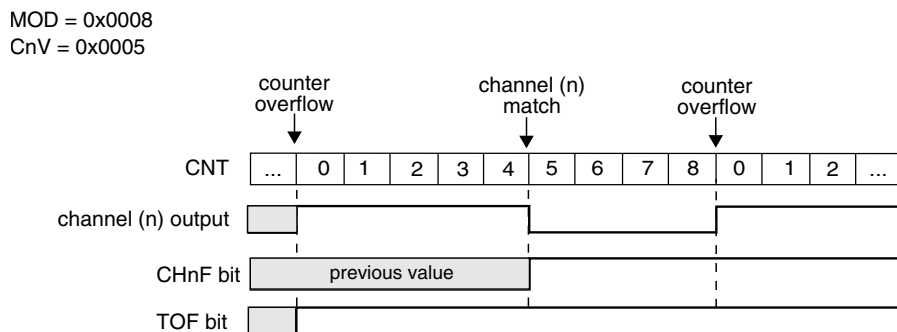 MOD = 0x0008
CnV = 0x0005
counter overflow
channel (n) match
counter overflow
CNT ... 0 1 2 3 4 5 6 7 8 0 1 2 ...
channel (n) output
CHnF bit previous value
TOF bit